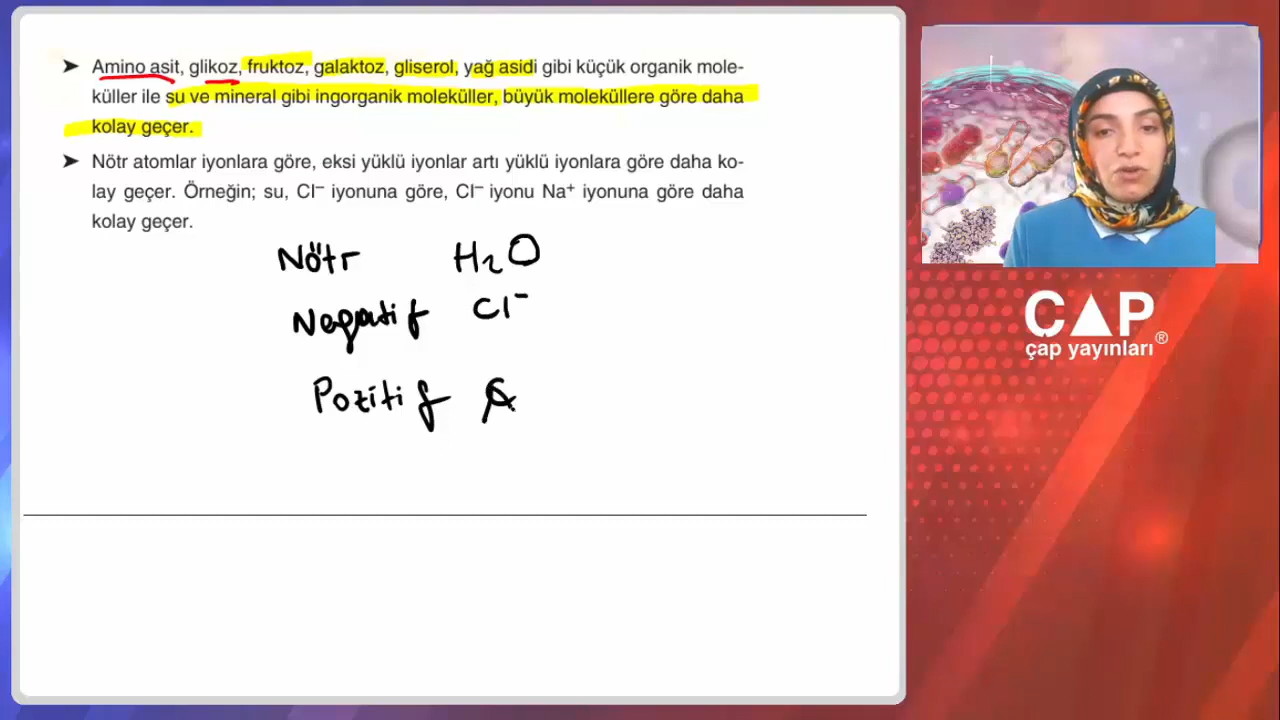 ➤ Amino asit, glikoz, fruktoz, galaktoz, gliserol, yağ asidi gibi küçük organik mole-
küller ile su ve mineral gibi ingorganik moleküller, büyük moleküllere göre daha
kolay geçer.
➤ Nötr atomlar iyonlara göre, eksi yüklü iyonlar artı yüklü iyonlara göre daha ko-
lay geçer. Örneğin; su, Cl⁻ iyonuna göre, Cl⁻ iyonu Na⁺ iyonuna göre daha
kolay geçer.
Nötr H₂O
Negatif Cl⁻
Pozitif
ÇAP
çap yayınları®